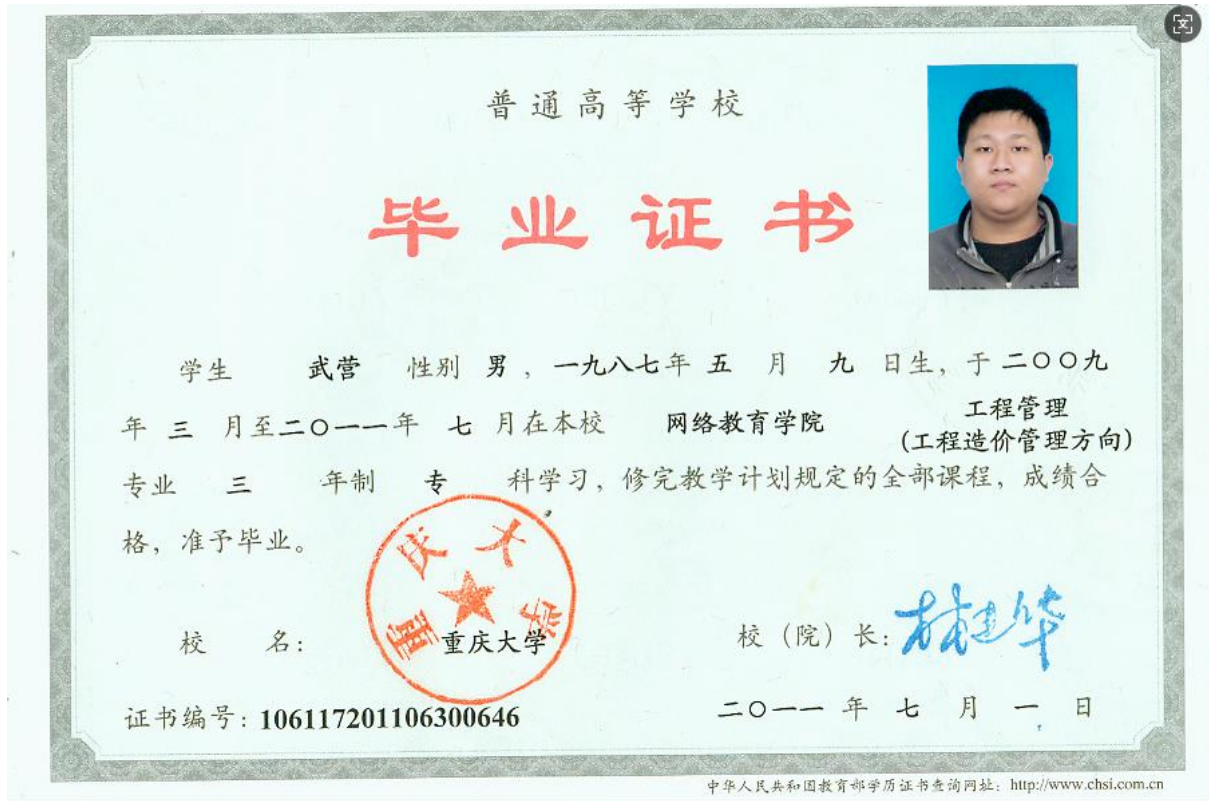 普通高等学校
毕业证书
学生 武营 性别 男 ，一九八七年 五 月 九 日生，于 二〇〇九
年 三 月至二〇一一年 七 月在本校 网络教育学院 工程管理
(工程造价管理方向)
专业 三 年制 专 科学习，修完教学计划规定的全部课程，成绩合
格，准予毕业。
重庆大学
校 名： 重庆大学 校（院）长：林建华
证书编号：106117201106300646 二〇一一 年 七 月 一 日
中华人民共和国教育部学历证书查询网址：http://www.chsi.com.cn